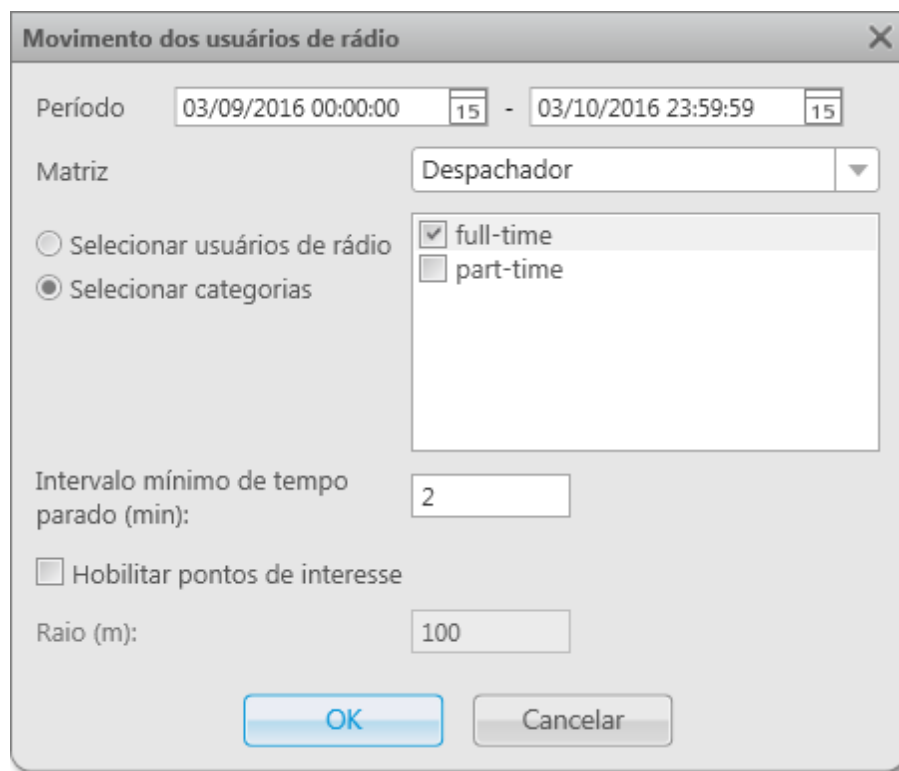 Movimento dos usuários de rádio
Período 03/09/2016 00:00:00 15 - 03/10/2016 23:59:59 15
Matriz Despachador
Selecionar usuários de rádio
Selecionar categorias
full-time
part-time
Intervalo mínimo de tempo
parado (min): 2
Hobilitar pontos de interesse
Raio (m): 100
OK Cancelar